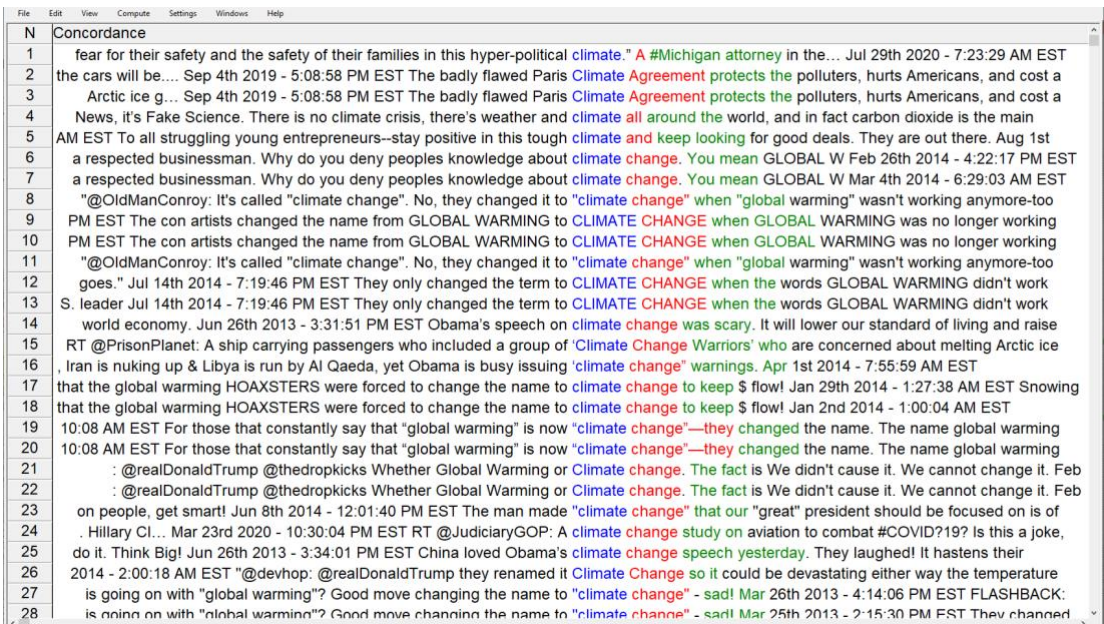 File Edit View Compute Settings Windows Help
N Concordance
1 fear for their safety and the safety of their families in this hyper-political climate.” A #Michigan attorney in the... Jul 29th 2020 - 7:23:29 AM EST
2 the cars will be.... Sep 4th 2019 - 5:08:58 PM EST The badly flawed Paris Climate Agreement protects the polluters, hurts Americans, and cost a
3 Arctic ice g... Sep 4th 2019 - 5:08:58 PM EST The badly flawed Paris Climate Agreement protects the polluters, hurts Americans, and cost a
4 News, it’s Fake Science. There is no climate crisis, there’s weather and climate all around the world, and in fact carbon dioxide is the main
5 AM EST To all struggling young entrepreneurs--stay positive in this tough climate and keep looking for good deals. They are out there. Aug 1st
6 a respected businessman. Why do you deny peoples knowledge about climate change. You mean GLOBAL W Feb 26th 2014 - 4:22:17 PM EST
7 a respected businessman. Why do you deny peoples knowledge about climate change. You mean GLOBAL W Mar 4th 2014 - 6:29:03 AM EST
8 "@OldManConroy: It's called "climate change". No, they changed it to "climate change" when "global warming" wasn't working anymore-too
9 PM EST The con artists changed the name from GLOBAL WARMING to CLIMATE CHANGE when GLOBAL WARMING was no longer working
10 PM EST The con artists changed the name from GLOBAL WARMING to CLIMATE CHANGE when GLOBAL WARMING was no longer working
11 "@OldManConroy: It's called "climate change". No, they changed it to "climate change" when "global warming" wasn't working anymore-too
12 goes." Jul 14th 2014 - 7:19:46 PM EST They only changed the term to CLIMATE CHANGE when the words GLOBAL WARMING didn't work
13 S. leader Jul 14th 2014 - 7:19:46 PM EST They only changed the term to CLIMATE CHANGE when the words GLOBAL WARMING didn't work
14 world economy. Jun 26th 2013 - 3:31:51 PM EST Obama’s speech on climate change was scary. It will lower our standard of living and raise
15 RT @PrisonPlanet: A ship carrying passengers who included a group of ‘Climate Change Warriors’ who are concerned about melting Arctic ice
16 , Iran is nuking up & Libya is run by Al Qaeda, yet Obama is busy issuing ‘climate change” warnings. Apr 1st 2014 - 7:55:59 AM EST
17 that the global warming HOAXSTERS were forced to change the name to climate change to keep $ flow! Jan 29th 2014 - 1:27:38 AM EST Snowing
18 that the global warming HOAXSTERS were forced to change the name to climate change to keep $ flow! Jan 2nd 2014 - 1:00:04 AM EST
19 10:08 AM EST For those that constantly say that “global warming” is now “climate change”—they changed the name. The name global warming
20 10:08 AM EST For those that constantly say that “global warming” is now “climate change”—they changed the name. The name global warming
21 : @realDonaldTrump @thedropkicks Whether Global Warming or Climate change. The fact is We didn't cause it. We cannot change it. Feb
22 : @realDonaldTrump @thedropkicks Whether Global Warming or Climate change. The fact is We didn't cause it. We cannot change it. Feb
23 on people, get smart! Jun 8th 2014 - 12:01:40 PM EST The man made "climate change" that our "great" president should be focused on is of
24 . Hillary Cl... Mar 23rd 2020 - 10:30:04 PM EST RT @JudiciaryGOP: A climate change study on aviation to combat #COVID?19? Is this a joke,
25 do it. Think Big! Jun 26th 2013 - 3:34:01 PM EST China loved Obama’s climate change speech yesterday. They laughed! It hastens their
26 2014 - 2:00:18 AM EST "@devhop: @realDonaldTrump they renamed it Climate Change so it could be devastating either way the temperature
27 is going on with "global warming"? Good move changing the name to "climate change" - sad! Mar 26th 2013 - 4:14:06 PM EST FLASHBACK:
28 is going on with "global warming"? Good move changing the name to "climate change" - sad! Mar 25th 2013 - 2:15:30 PM EST They changed